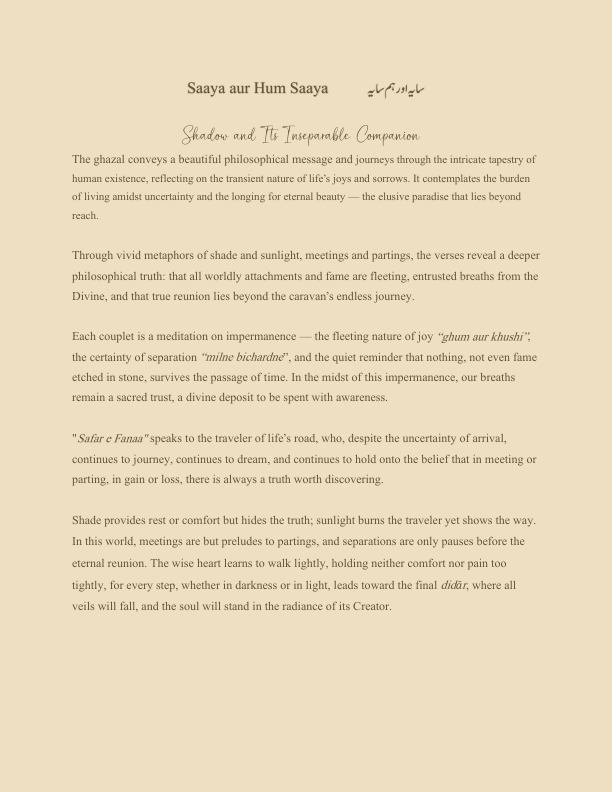 Saaya aur Hum Saaya سایہ اور ہم سایہ
Shadow and Its Inseparable Companion
The ghazal conveys a beautiful philosophical message and journeys through the intricate tapestry of
human existence, reflecting on the transient nature of life’s joys and sorrows. It contemplates the burden
of living amidst uncertainty and the longing for eternal beauty — the elusive paradise that lies beyond
reach.
Through vivid metaphors of shade and sunlight, meetings and partings, the verses reveal a deeper
philosophical truth: that all worldly attachments and fame are fleeting, entrusted breaths from the
Divine, and that true reunion lies beyond the caravan’s endless journey.
Each couplet is a meditation on impermanence — the fleeting nature of joy “ghum aur khushi”,
the certainty of separation “milne bichardne”, and the quiet reminder that nothing, not even fame
etched in stone, survives the passage of time. In the midst of this impermanence, our breaths
remain a sacred trust, a divine deposit to be spent with awareness.
"Safar e Fanaa" speaks to the traveler of life’s road, who, despite the uncertainty of arrival,
continues to journey, continues to dream, and continues to hold onto the belief that in meeting or
parting, in gain or loss, there is always a truth worth discovering.
Shade provides rest or comfort but hides the truth; sunlight burns the traveler yet shows the way.
In this world, meetings are but preludes to partings, and separations are only pauses before the
eternal reunion. The wise heart learns to walk lightly, holding neither comfort nor pain too
tightly, for every step, whether in darkness or in light, leads toward the final dīdār, where all
veils will fall, and the soul will stand in the radiance of its Creator.